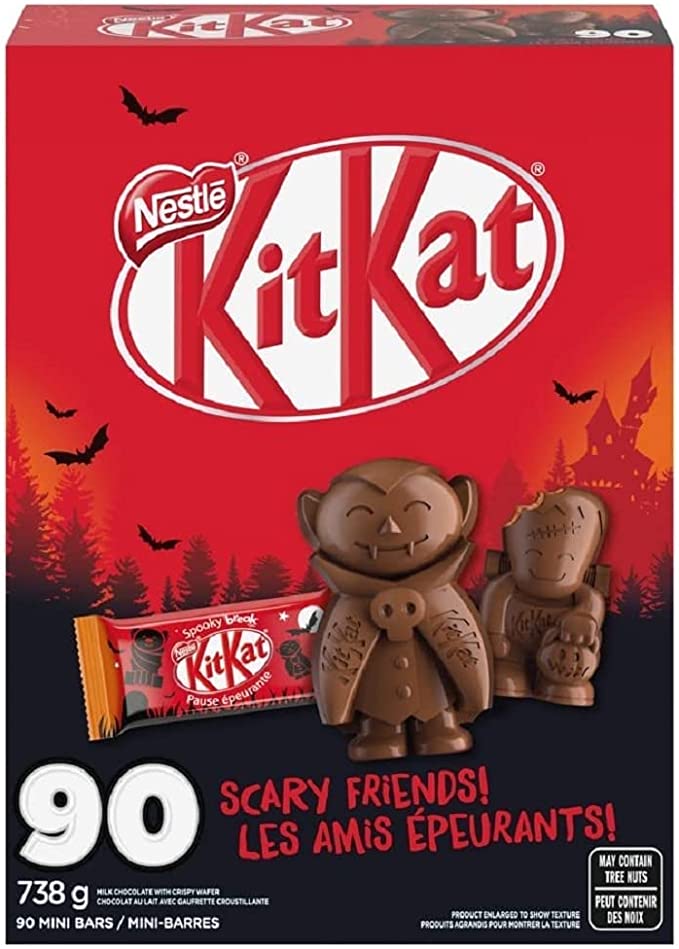 90
Nestlé®
KitKat®
Spooky break
Nestlé
KitKat
Pause épeurante
KitKat
KitKat
KitKat
90
SCARY FRIENDS!
LES AMIS ÉPEURANTS!
738 g
MILK CHOCOLATE WITH CRISPY WAFER
CHOCOLAT AU LAIT AVEC GAUFRETTE CROUSTILLANTE
90 MINI BARS / MINI-BARRES
PRODUCT ENLARGED TO SHOW TEXTURE
PRODUITS AGRANDIS POUR MONTRER LA TEXTURE
MAY CONTAIN
TREE NUTS
PEUT CONTENIR
DES NOIX